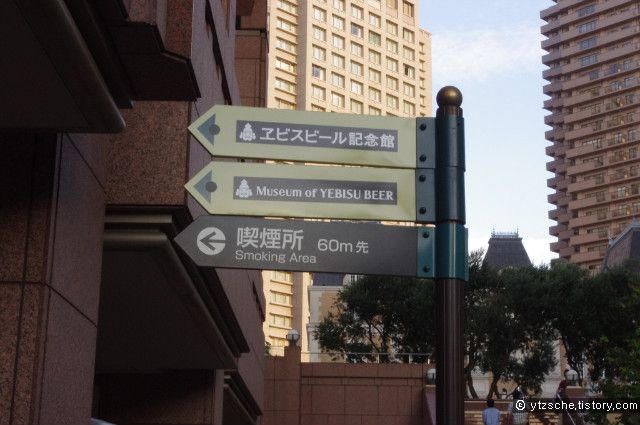 ヱビスビール記念館
Museum of YEBISU BEER
喫煙所 60m先
Smoking Area
© ytzsche.tistory.com